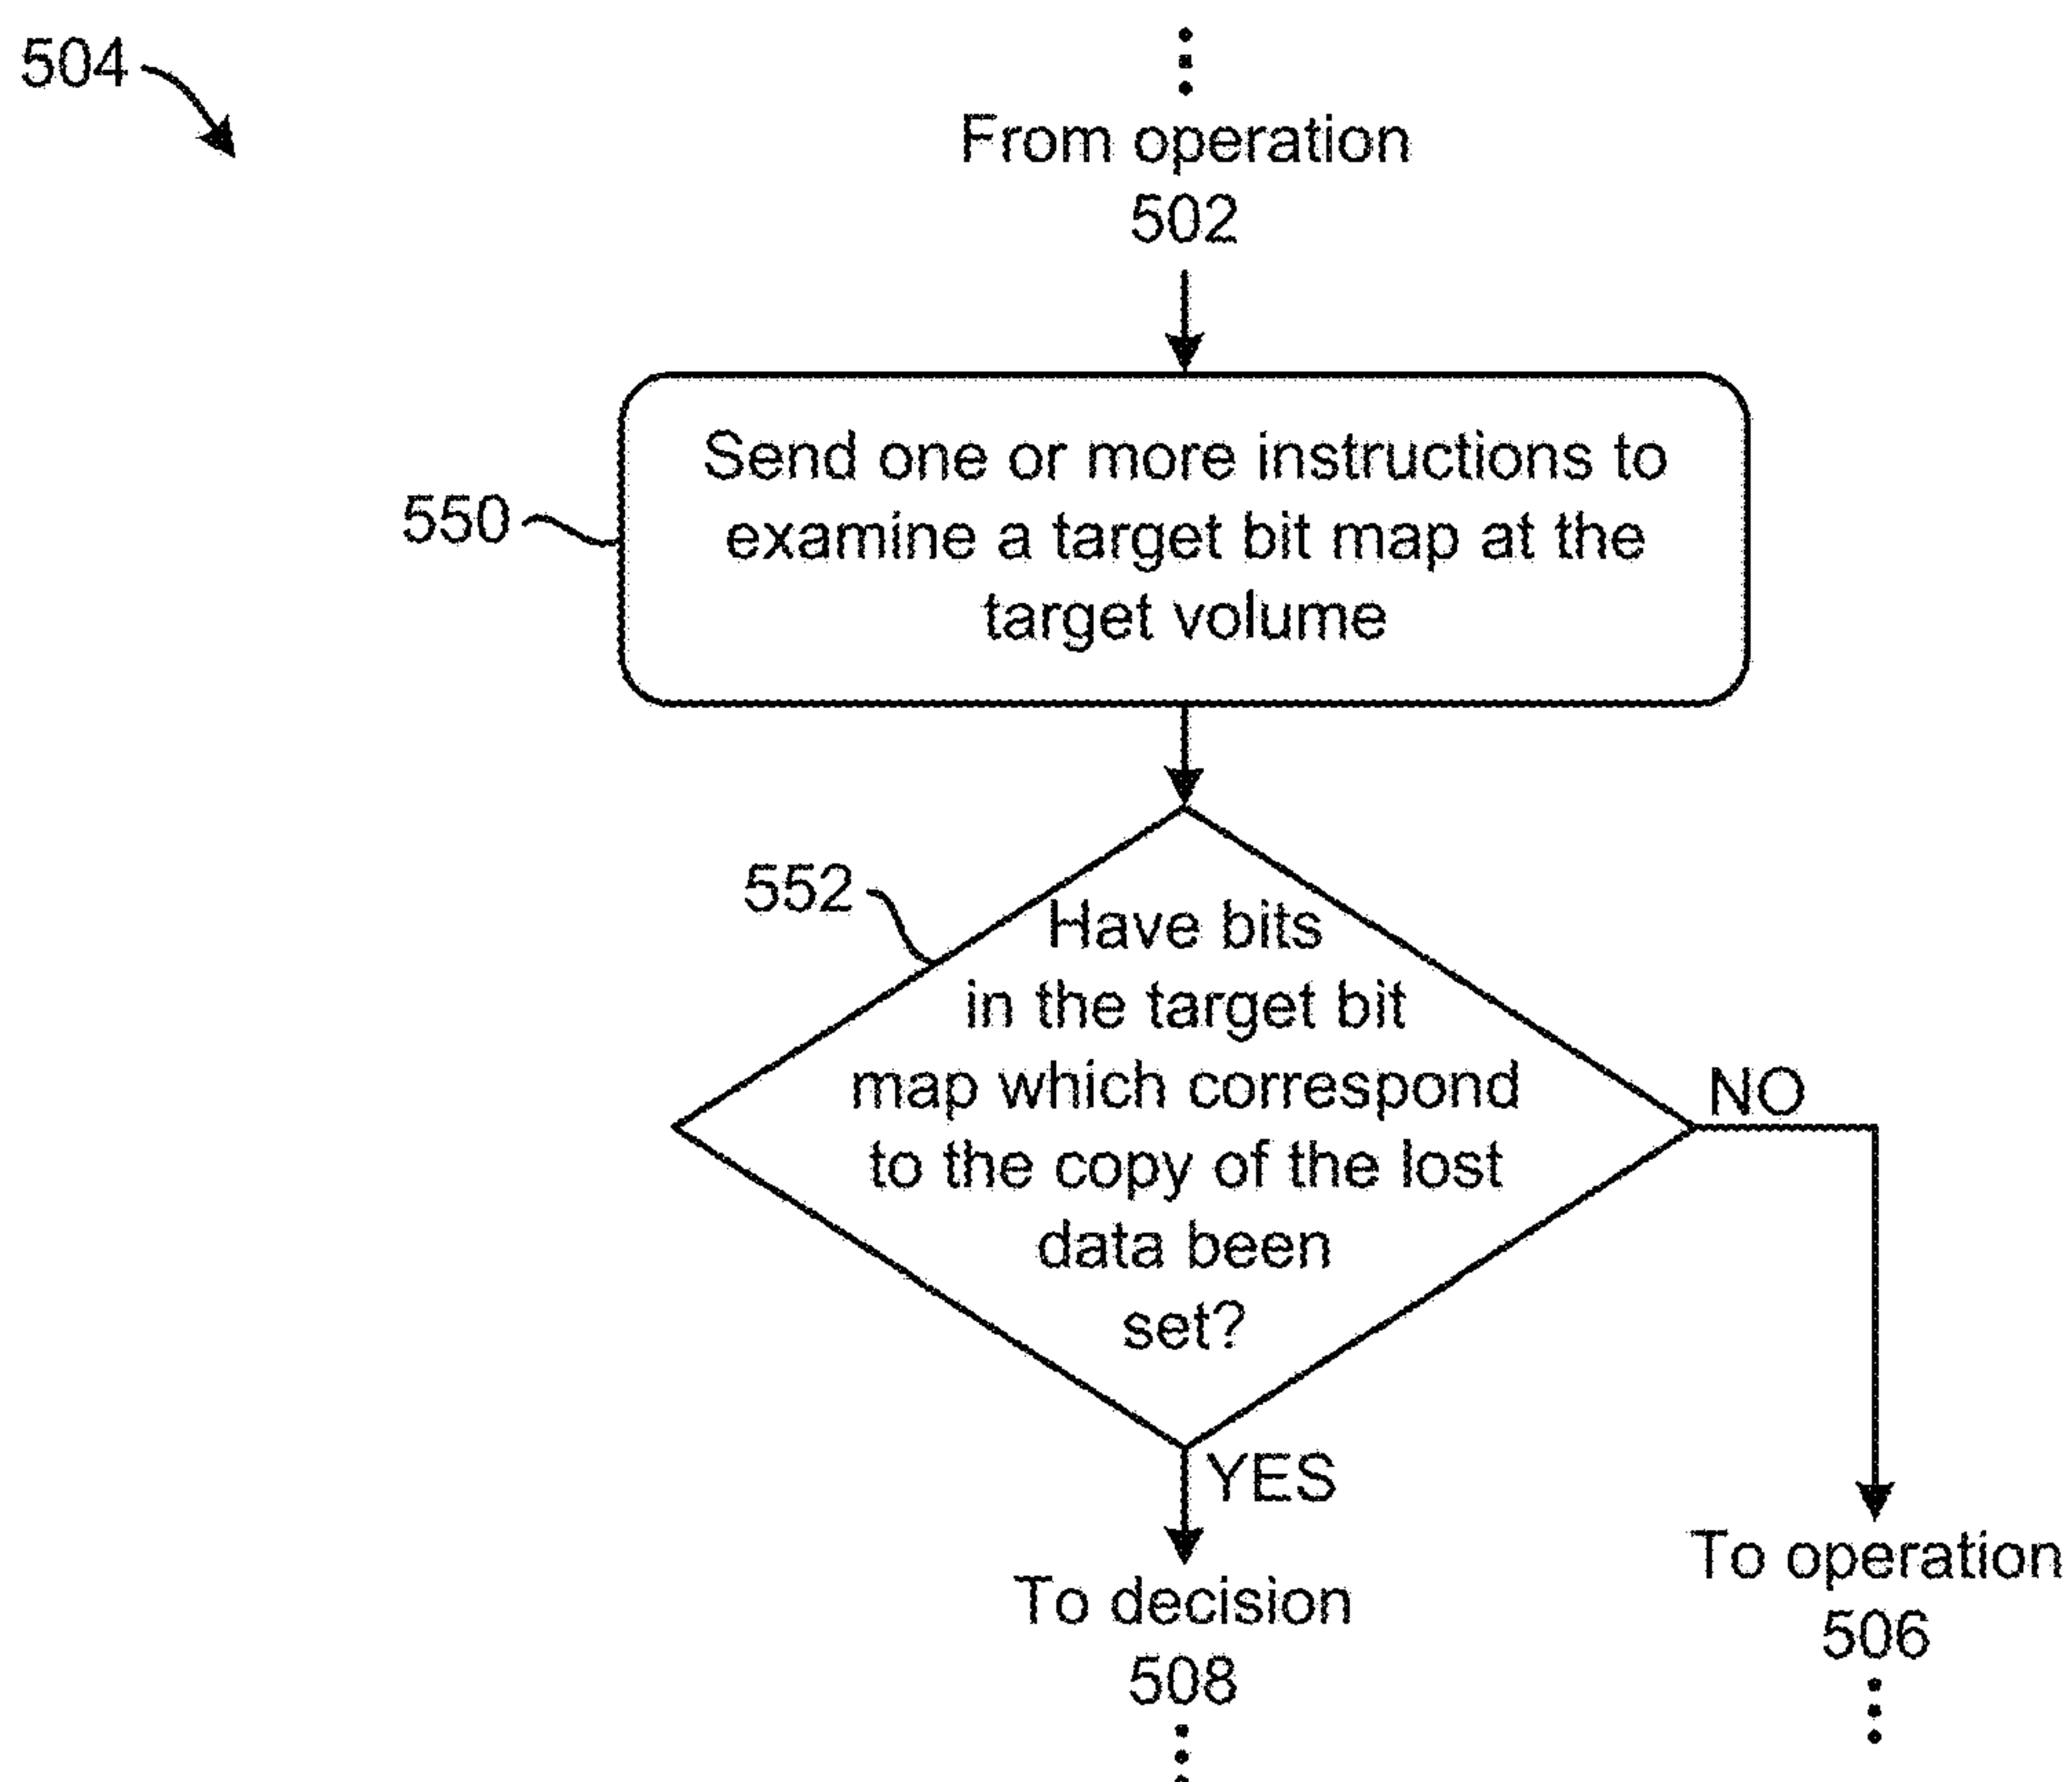 504
From operation
502
550
Send one or more instructions to
examine a target bit map at the
target volume
552
Have bits
in the target bit
map which correspond
to the copy of the lost
data been
set?
NO
YES
To decision
508
To operation
506